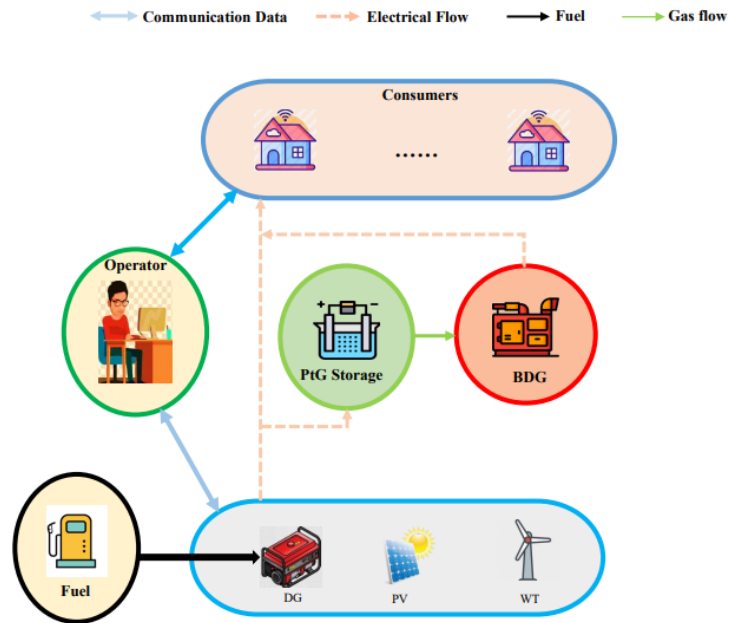 Communication Data Electrical Flow Fuel Gas flow
Consumers
......
Operator
+ −
PtG Storage
BDG
Fuel
DG PV WT